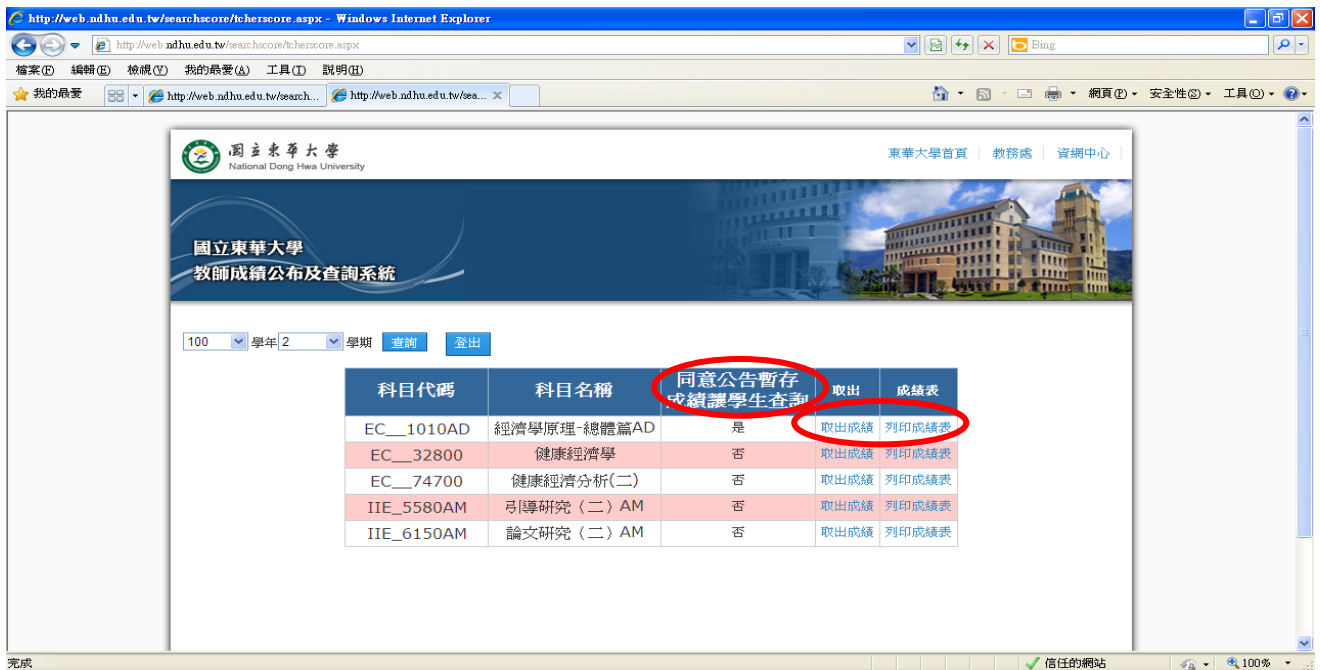 http://web.ndhu.edu.tw/searchscore/tcherscore.aspx - Windows Internet Explorer
http://web.ndhu.edu.tw/searchscore/tcherscore.aspx
Bing
檔案(F) 編輯(E) 檢視(V) 我的最愛(A) 工具(T) 說明(H)
我的最愛 http://web.ndhu.edu.tw/search... http://web.ndhu.edu.tw/sea... 網頁(P) 安全性(S) 工具(O)
國立東華大學
National Dong Hwa University
東華大學首頁 教務處 資網中心
國立東華大學
教師成績公布及查詢系統
100 學年 2 學期 查詢 登出
科目代碼 科目名稱 同意公告暫存成績讓學生查詢 取出 成績表
EC__1010AD 經濟學原理-總體篇AD 是 取出成績 列印成績表
EC__32800 健康經濟學 否 取出成績 列印成績表
EC__74700 健康經濟分析(二) 否 取出成績 列印成績表
IIE_5580AM 引導研究（二）AM 否 取出成績 列印成績表
IIE_6150AM 論文研究（二）AM 否 取出成績 列印成績表
完成 信任的網站 100%